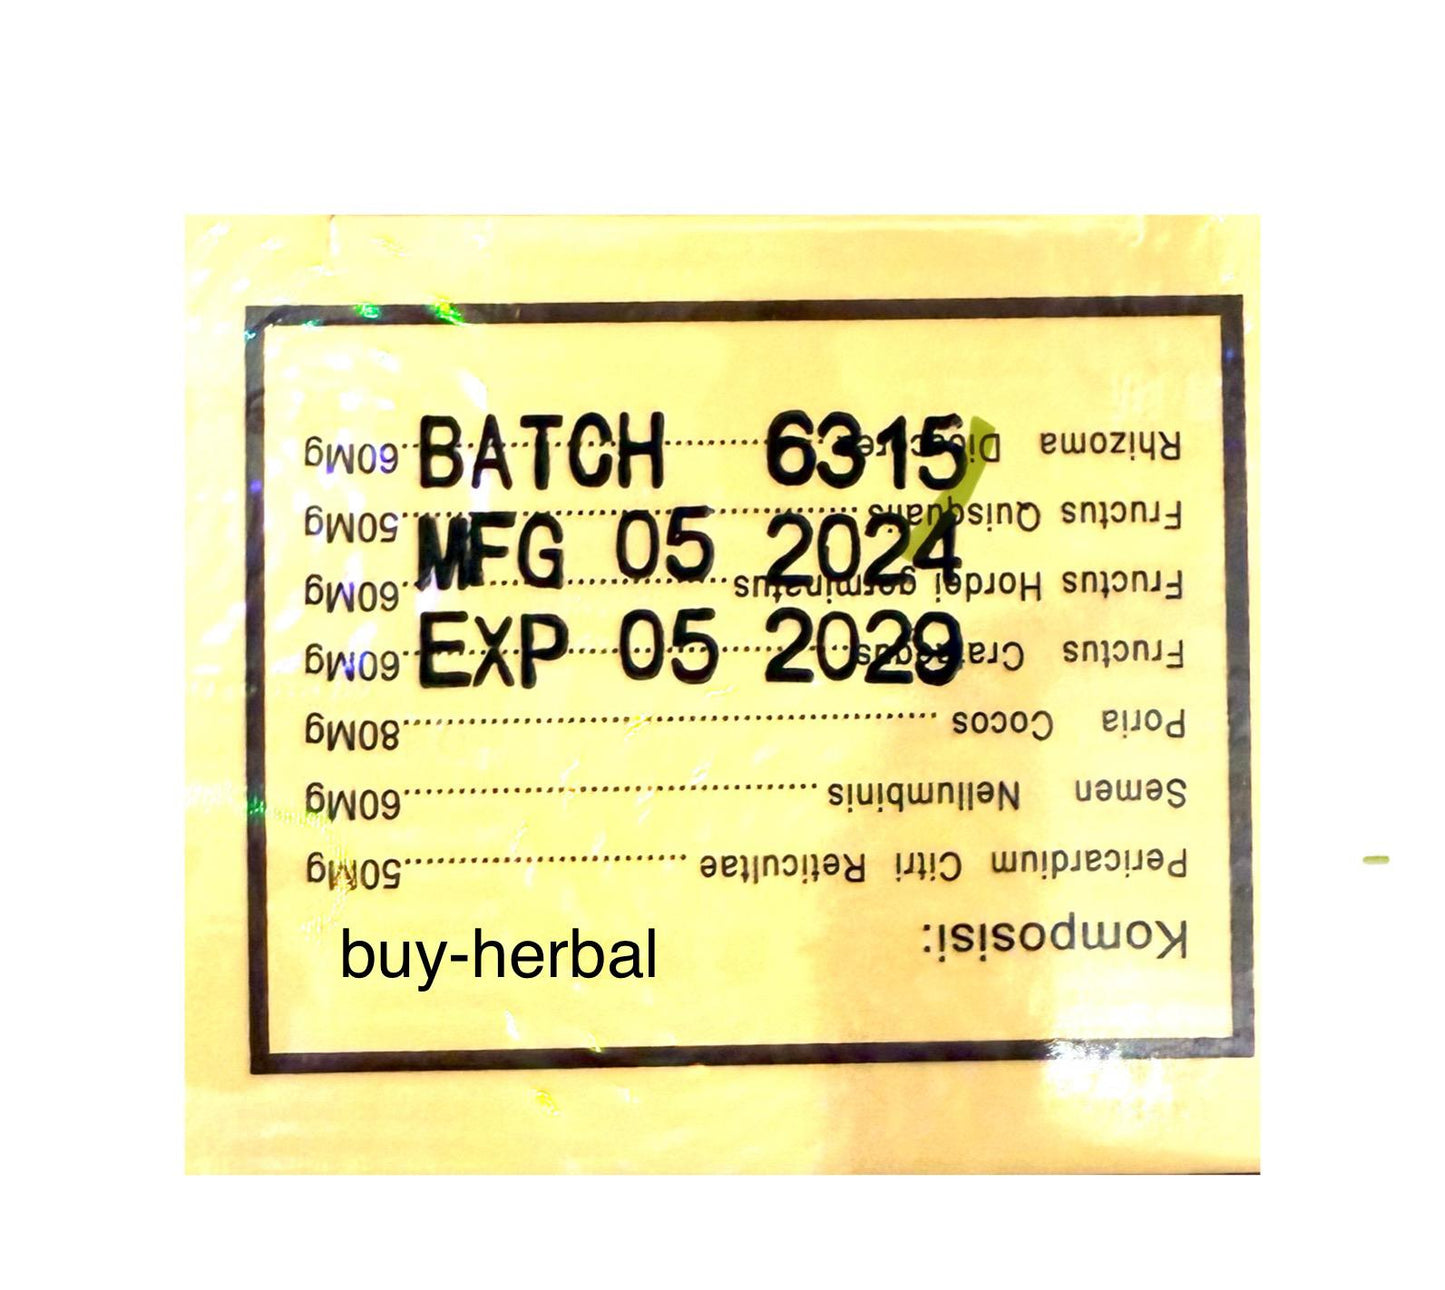 BATCH 6315
MFG 05 2024
EXP 05 2029
buy-herbal
Komposisi:
Pericardium Citri Reticultae ........................ 50Mg
Semen Nellumbinis ........................ 60Mg
Poria Cocos ........................ 80Mg
Fructus Crataegus ........................ 60Mg
Fructus Hordei germinatus ........................ 60Mg
Fructus Quisqualis ........................ 50Mg
Rhizoma ........................ 60Mg